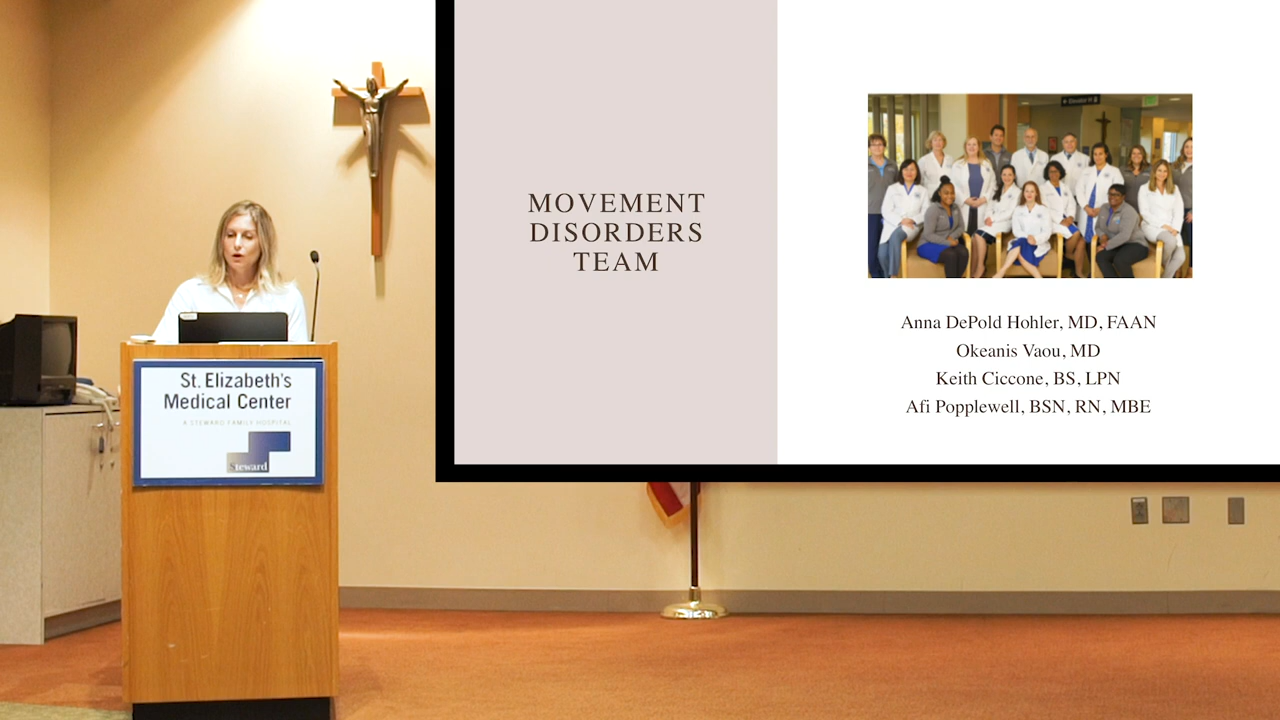 MOVEMENT
DISORDERS
TEAM
Anna DePold Hohler, MD, FAAN
Okeanis Vaou, MD
Keith Ciccone, BS, LPN
Afi Popplewell, BSN, RN, MBE
St. Elizabeth's
Medical Center
A STEWARD FAMILY HOSPITAL
Steward